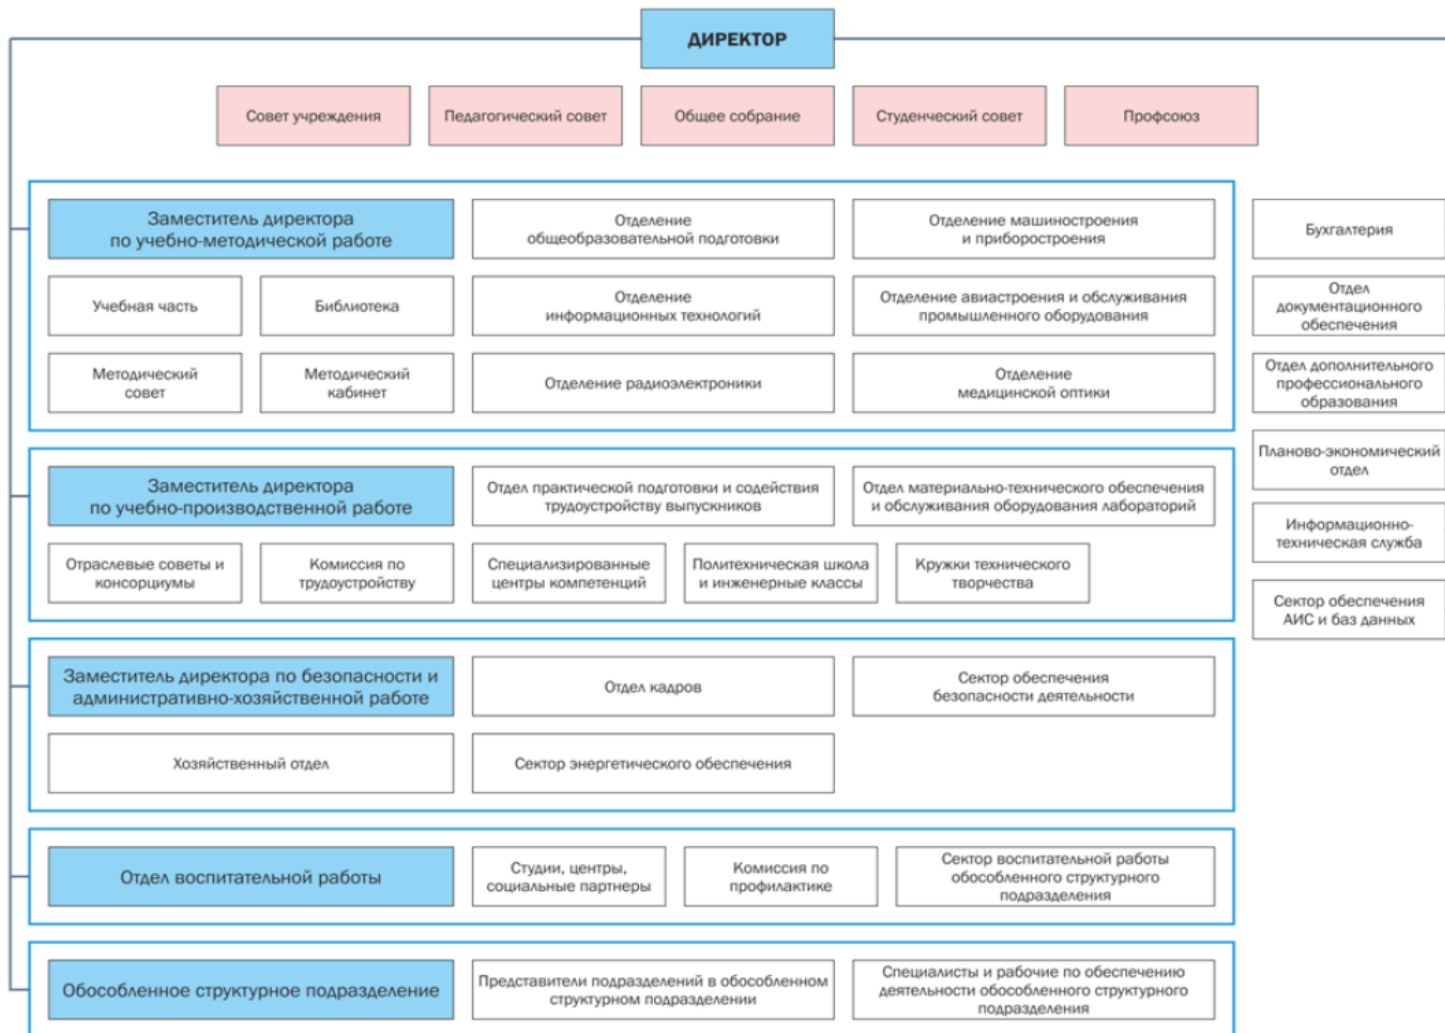 ДИРЕКТОР
Совет учреждения
Педагогический совет
Общее собрание
Студенческий совет
Профсоюз
Заместитель директора
по учебно-методической работе
Отделение
общеобразовательной подготовки
Отделение машиностроения
и приборостроения
Учебная часть
Библиотека
Отделение
информационных технологий
Отделение авиастроения и обслуживания
промышленного оборудования
Методический
совет
Методический
кабинет
Отделение радиоэлектроники
Отделение
медицинской оптики
Заместитель директора
по учебно-производственной работе
Отдел практической подготовки и содействия
трудоустройству выпускников
Отдел материально-технического обеспечения
и обслуживания оборудования лабораторий
Отраслевые советы и
консорциумы
Комиссия по
трудоустройству
Специализированные
центры компетенций
Политехническая школа
и инженерные классы
Кружки технического
творчества
Заместитель директора по безопасности и
административно-хозяйственной работе
Отдел кадров
Сектор обеспечения
безопасности деятельности
Хозяйственный отдел
Сектор энергетического обеспечения
Отдел воспитательной работы
Студии, центры,
социальные партнеры
Комиссия по
профилактике
Сектор воспитательной работы
обособленного структурного
подразделения
Обособленное структурное подразделение
Представители подразделений в обособленном
структурном подразделении
Специалисты и рабочие по обеспечению
деятельности обособленного структурного
подразделения
Бухгалтерия
Отдел
документационного
обеспечения
Отдел дополнительного
профессионального
образования
Планово-экономический
отдел
Информационно-
техническая служба
Сектор обеспечения
АИС и баз данных